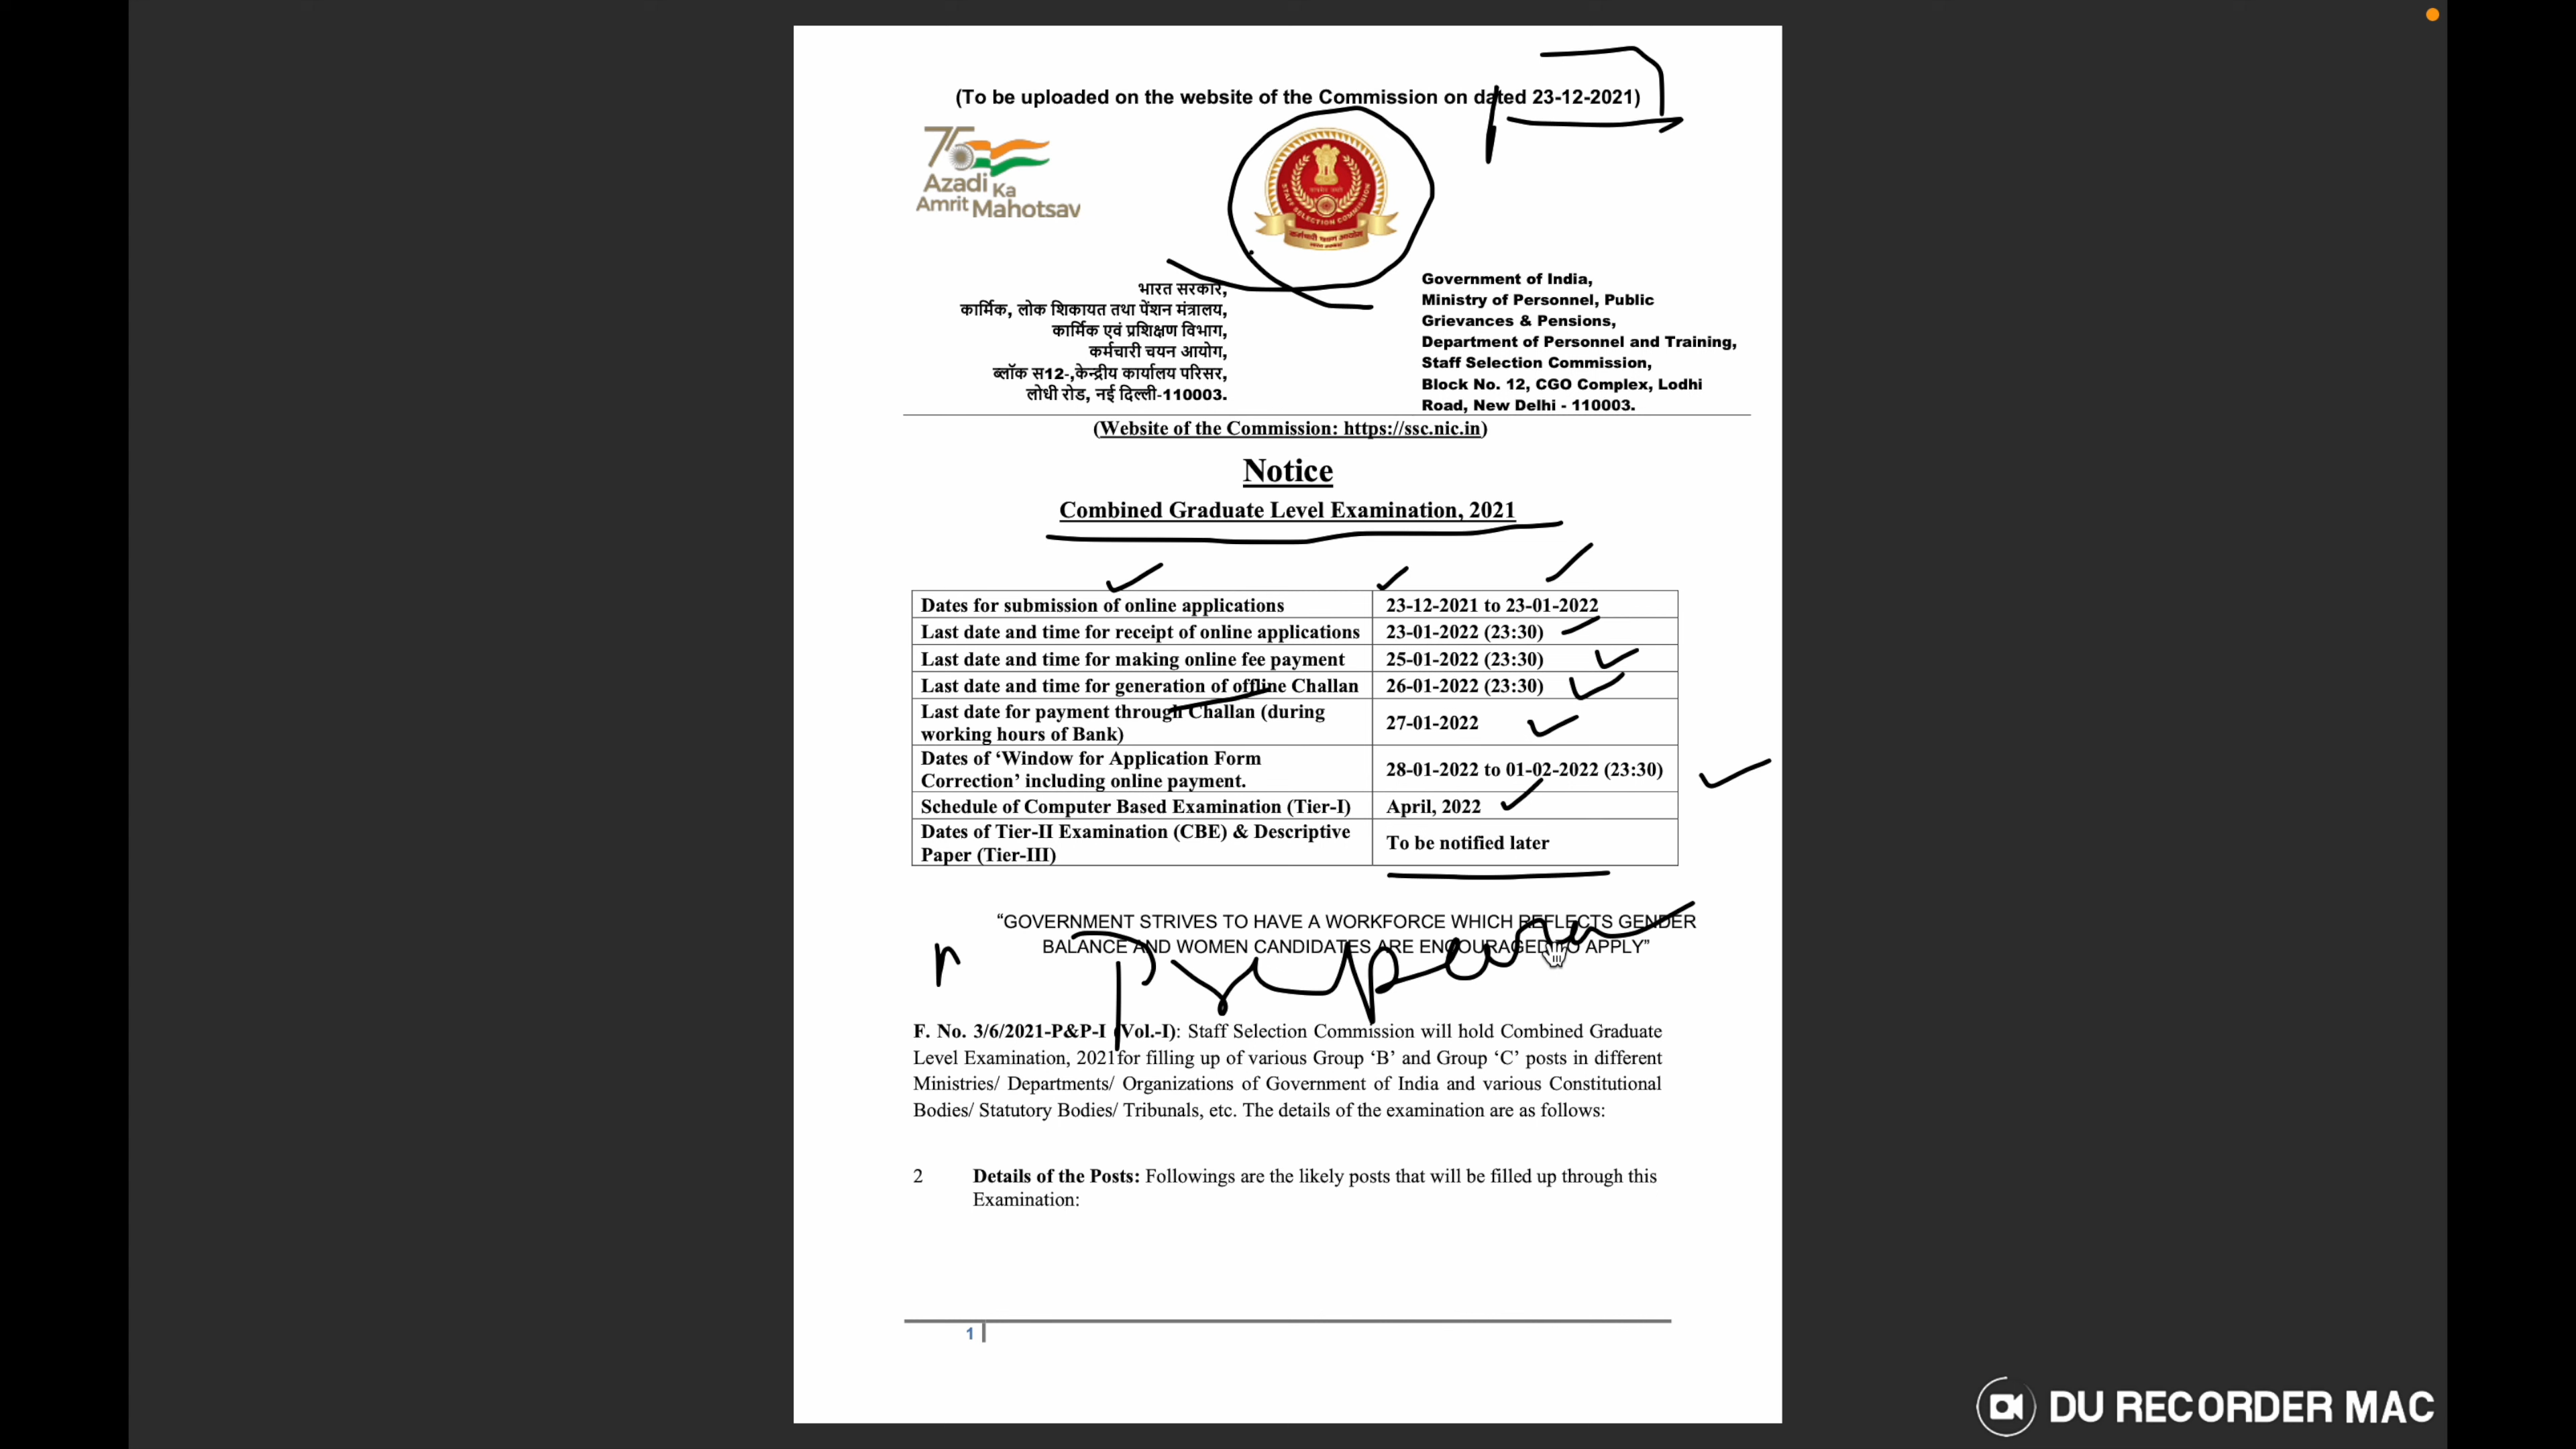 (To be uploaded on the website of the Commission on dated 23-12-2021)
75
Azadi Ka
Amrit Mahotsav
STAFF SELECTION COMMISSION
कर्मचारी चयन आयोग
भारत सरकार,
कार्मिक, लोक शिकायत तथा पेंशन मंत्रालय,
कार्मिक एवं प्रशिक्षण विभाग,
कर्मचारी चयन आयोग,
ब्लॉक स12-,केन्द्रीय कार्यालय परिसर,
लोधी रोड, नई दिल्ली-110003.
Government of India,
Ministry of Personnel, Public
Grievances & Pensions,
Department of Personnel and Training,
Staff Selection Commission,
Block No. 12, CGO Complex, Lodhi
Road, New Delhi - 110003.
(Website of the Commission: https://ssc.nic.in)
Notice
Combined Graduate Level Examination, 2021
Dates for submission of online applications 23-12-2021 to 23-01-2022
Last date and time for receipt of online applications 23-01-2022 (23:30)
Last date and time for making online fee payment 25-01-2022 (23:30)
Last date and time for generation of offline Challan 26-01-2022 (23:30)
Last date for payment through Challan (during
working hours of Bank) 27-01-2022
Dates of ‘Window for Application Form
Correction’ including online payment. 28-01-2022 to 01-02-2022 (23:30)
Schedule of Computer Based Examination (Tier-I) April, 2022
Dates of Tier-II Examination (CBE) & Descriptive
Paper (Tier-III) To be notified later
“GOVERNMENT STRIVES TO HAVE A WORKFORCE WHICH REFLECTS GENDER
BALANCE AND WOMEN CANDIDATES ARE ENCOURAGED TO APPLY”
F. No. 3/6/2021-P&P-I (Vol.-I): Staff Selection Commission will hold Combined Graduate
Level Examination, 2021for filling up of various Group ‘B’ and Group ‘C’ posts in different
Ministries/ Departments/ Organizations of Government of India and various Constitutional
Bodies/ Statutory Bodies/ Tribunals, etc. The details of the examination are as follows:
2 Details of the Posts: Followings are the likely posts that will be filled up through this
Examination:
1
DU RECORDER MAC